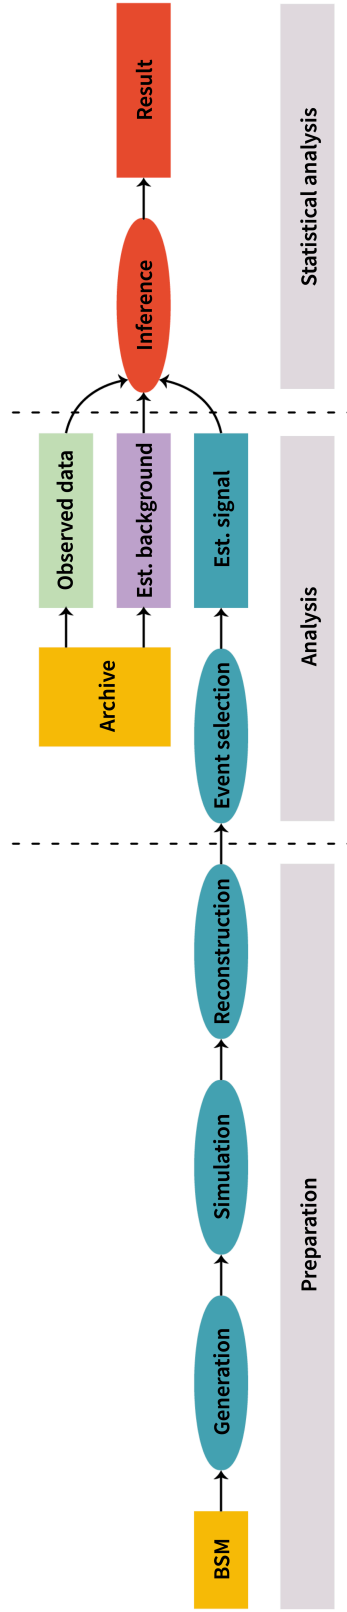 BSM
Generation
Simulation
Reconstruction
Event selection
Archive
Observed data
Est. background
Est. signal
Inference
Result
Preparation
Analysis
Statistical analysis